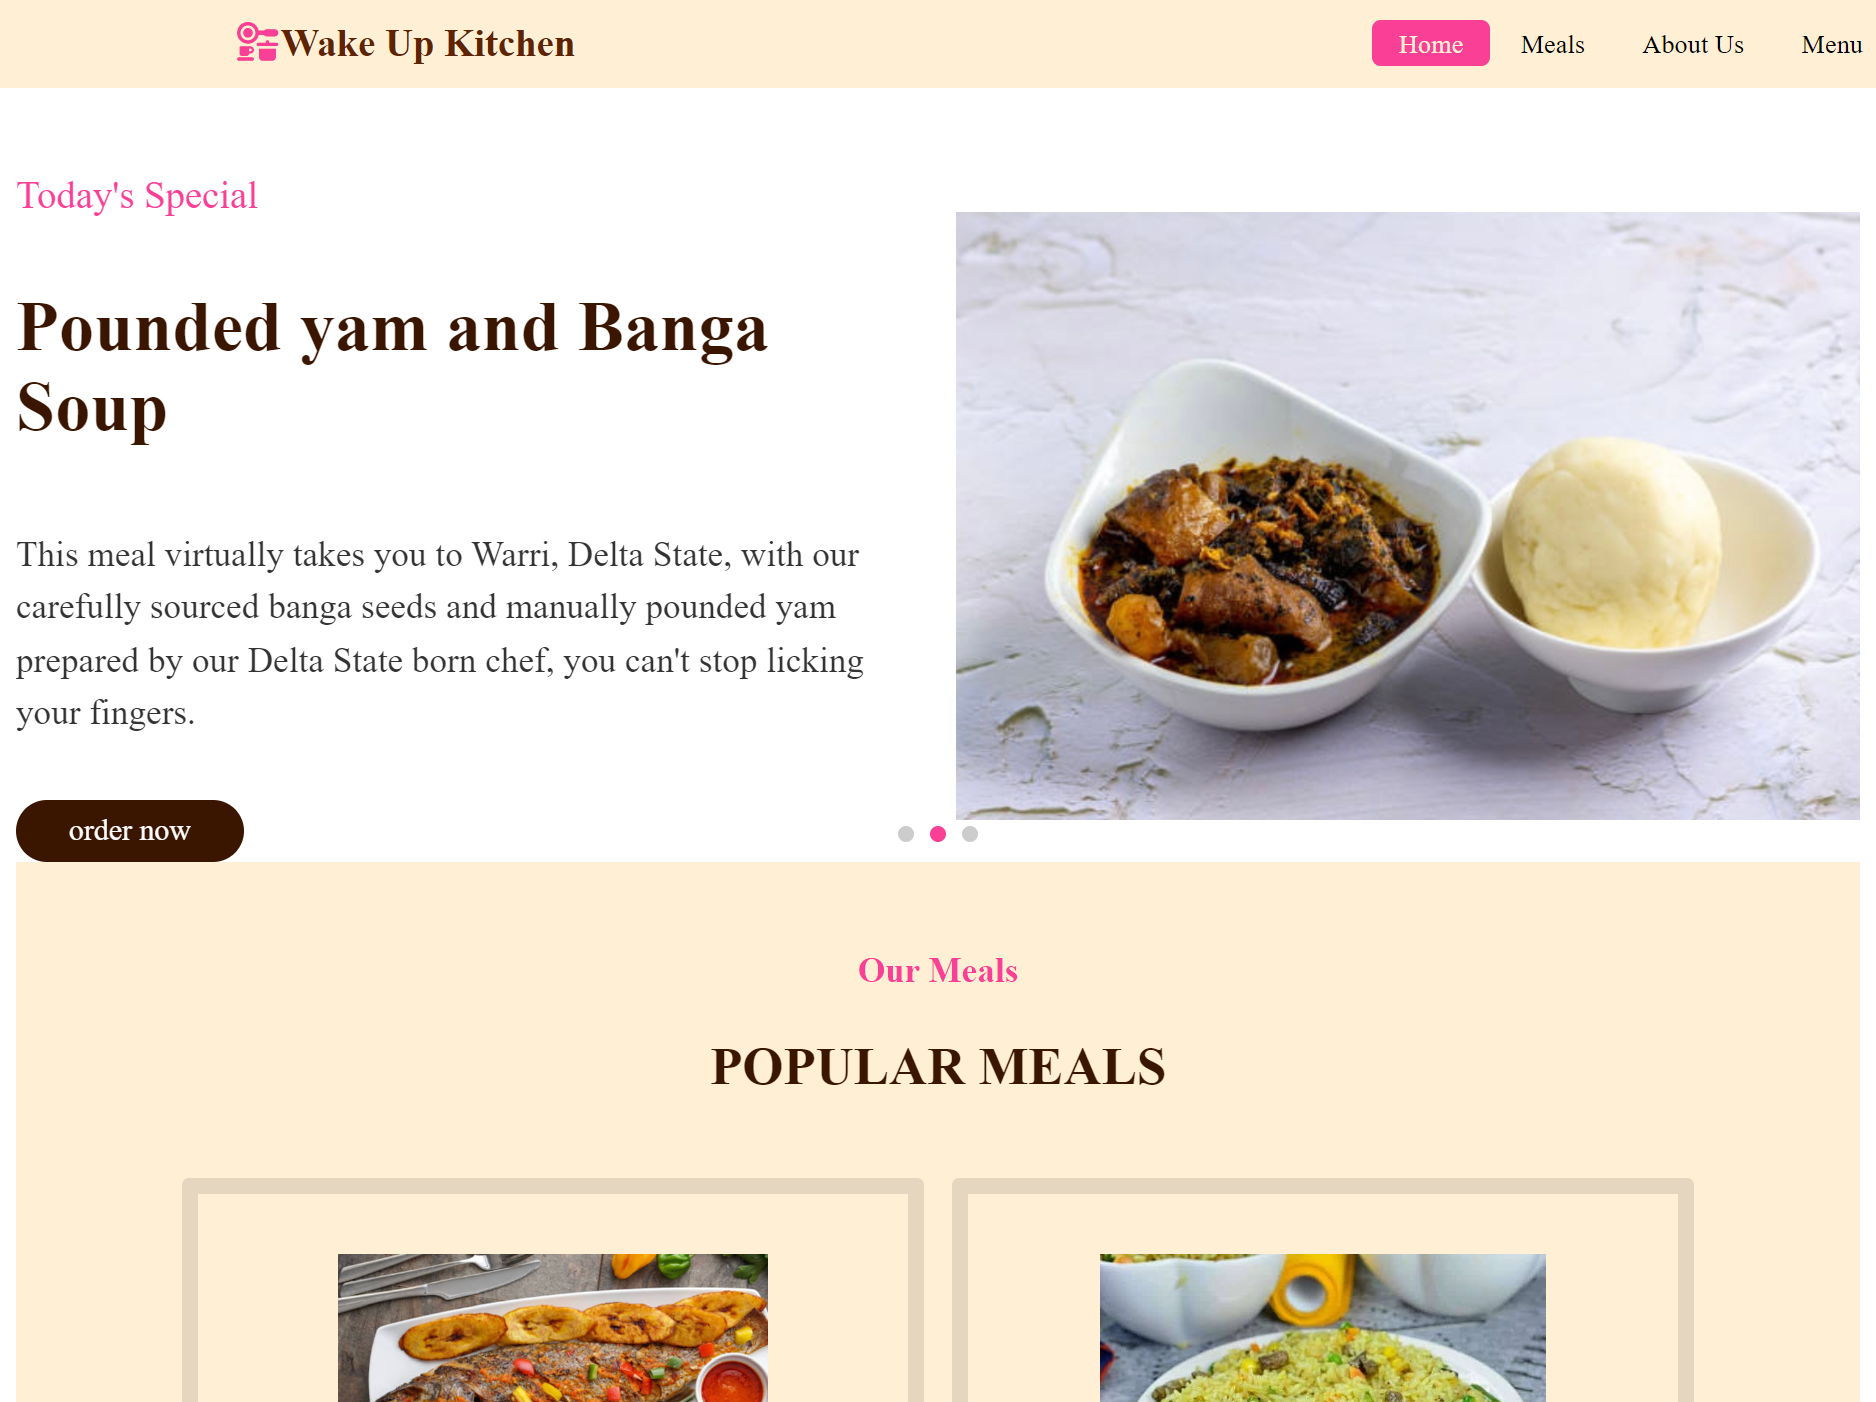 Wake Up Kitchen
Home Meals About Us Menu
Today's Special
Pounded yam and Banga
Soup
This meal virtually takes you to Warri, Delta State, with our
carefully sourced banga seeds and manually pounded yam
prepared by our Delta State born chef, you can't stop licking
your fingers.
order now
Our Meals
POPULAR MEALS